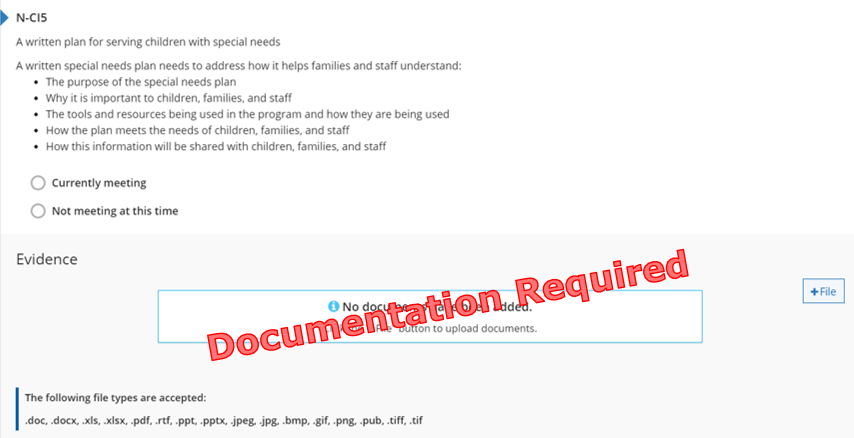 N-CI5
A written plan for serving children with special needs
A written special needs plan needs to address how it helps families and staff understand:
• The purpose of the special needs plan
• Why it is important to children, families, and staff
• The tools and resources being used in the program and how they are being used
• How the plan meets the needs of children, families, and staff
• How this information will be shared with children, families, and staff
Currently meeting
Not meeting at this time
Evidence
+File
No
Documentation Required
button to upload documents.
The following file types are accepted:
.doc, .docx, .xls, .xlsx, .pdf, .rtf, .ppt, .pptx, .jpeg, .jpg, .bmp, .gif, .png, .pub, .tiff, .tif